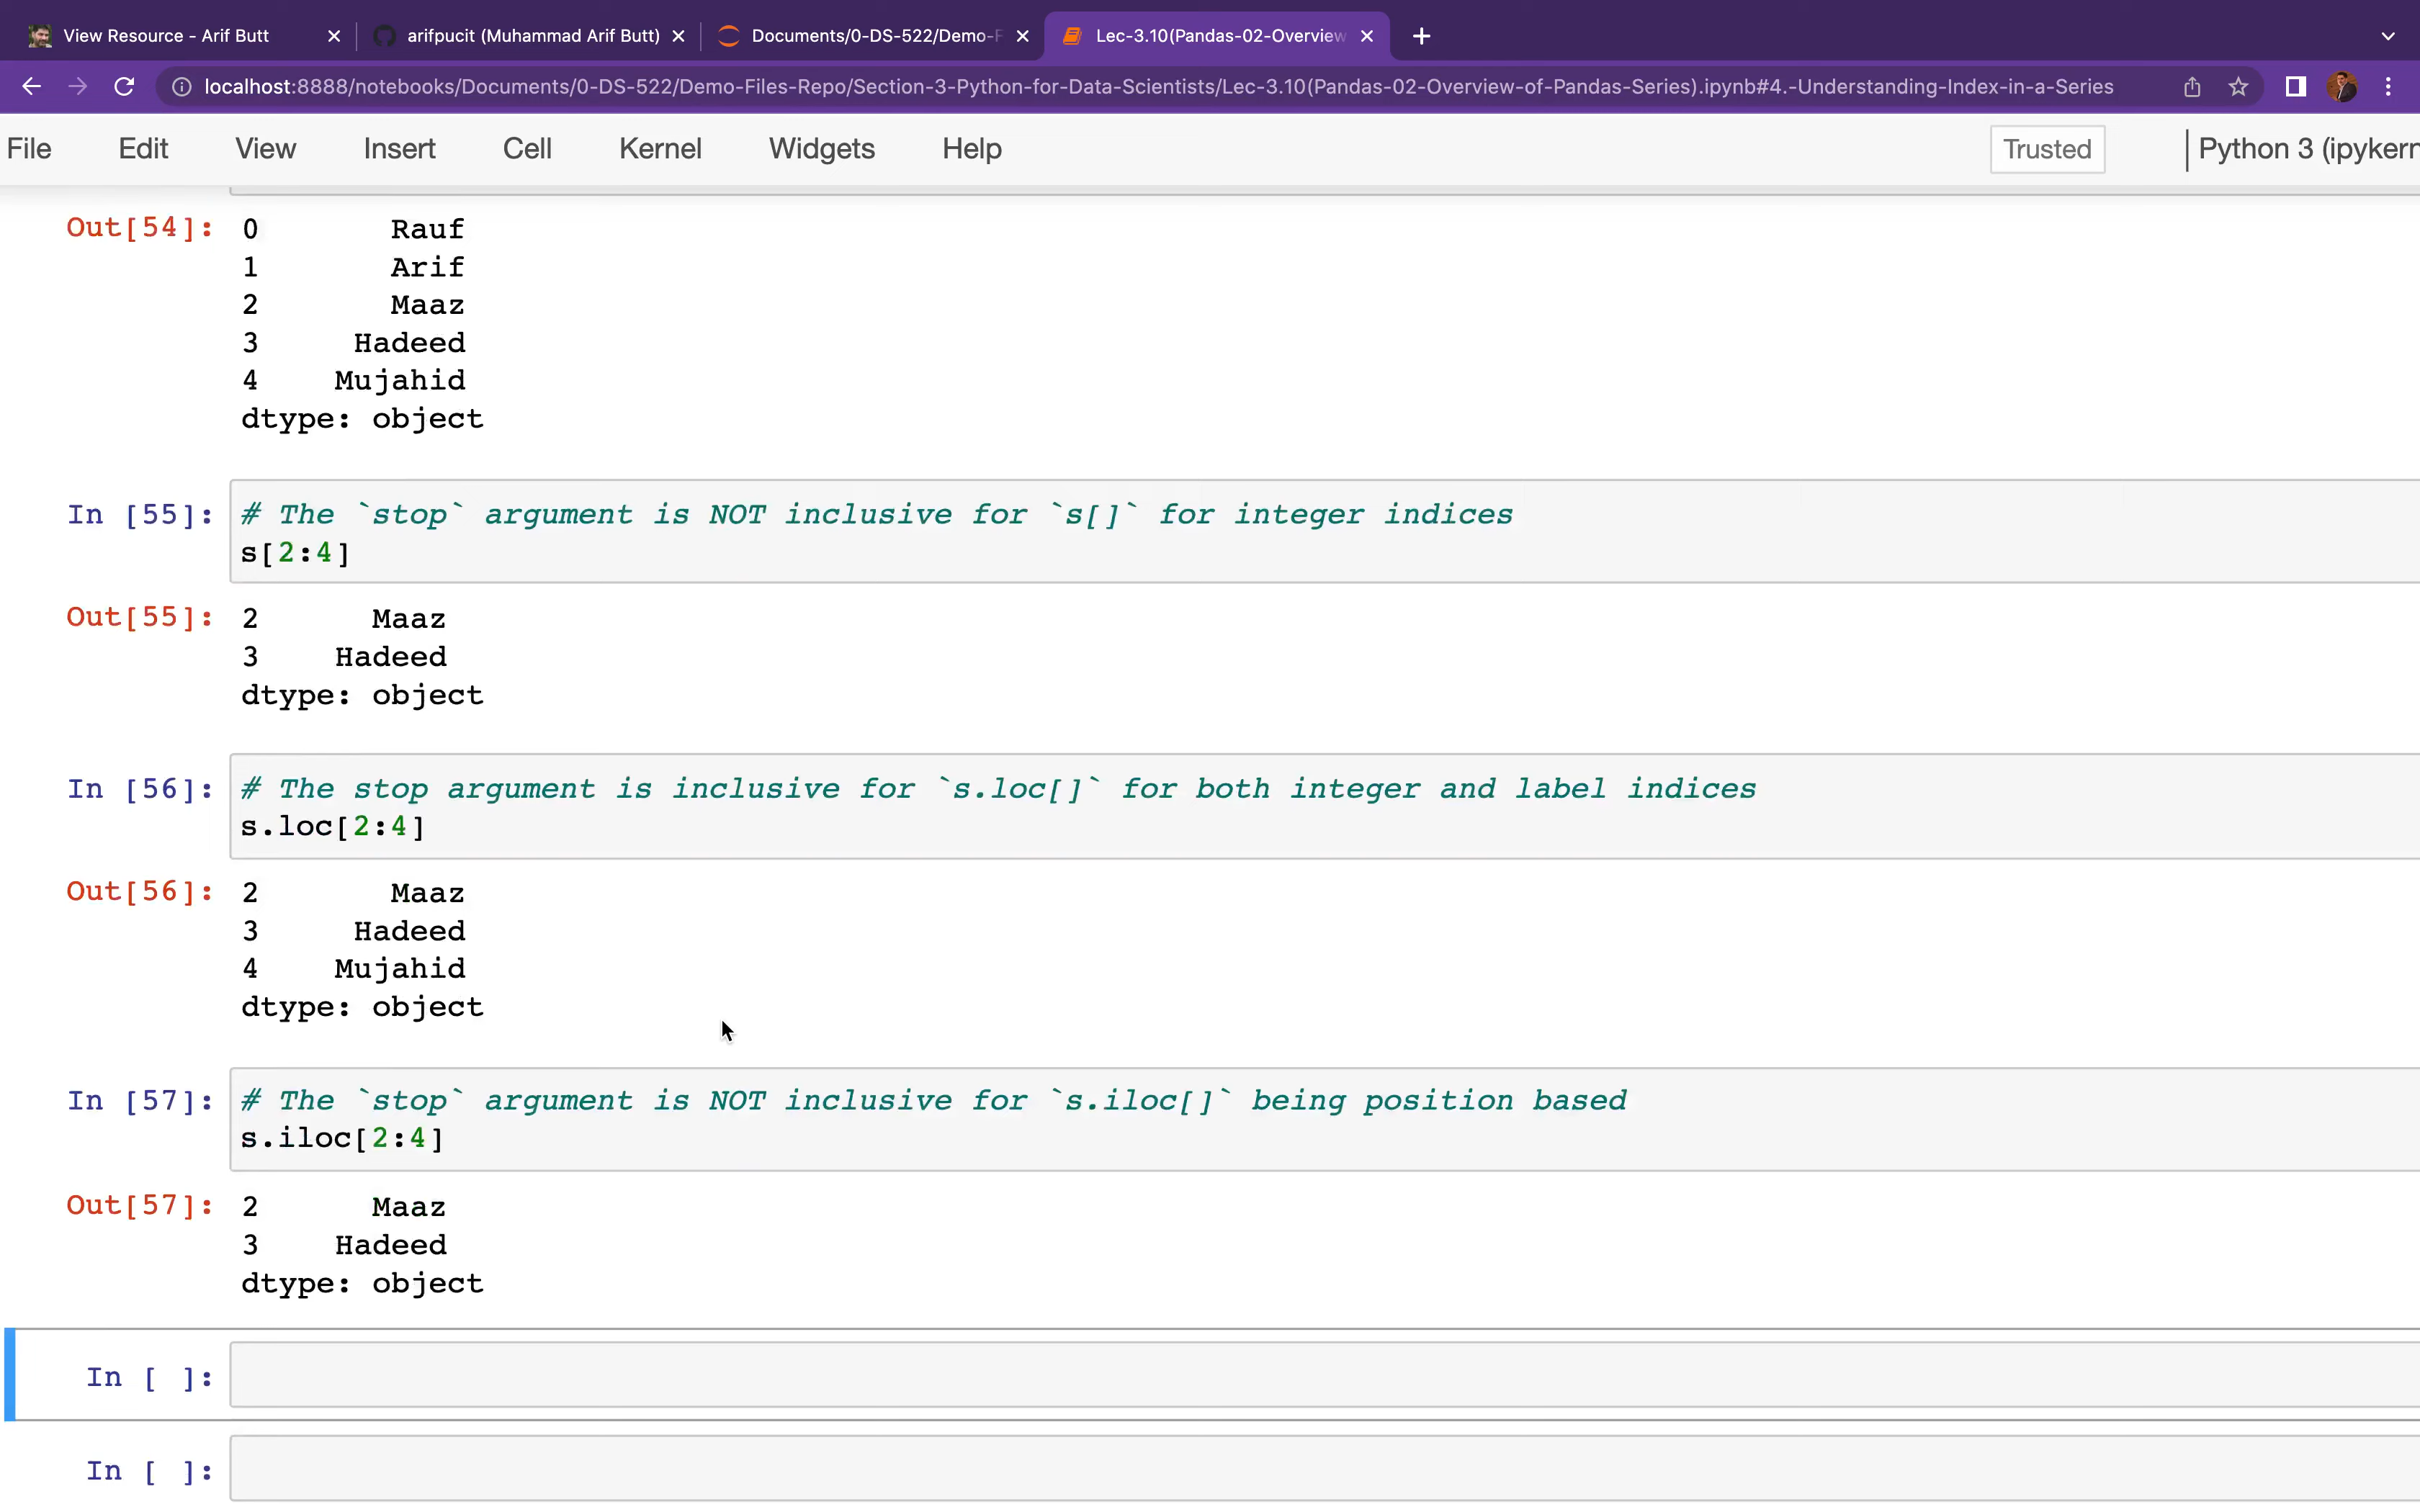 View Resource - Arif Butt
arifpucit (Muhammad Arif Butt)
Documents/0-DS-522/Demo-F
Lec-3.10(Pandas-02-Overview
localhost:8888/notebooks/Documents/0-DS-522/Demo-Files-Repo/Section-3-Python-for-Data-Scientists/Lec-3.10(Pandas-02-Overview-of-Pandas-Series).ipynb#4.-Understanding-Index-in-a-Series
File Edit View Insert Cell Kernel Widgets Help Trusted Python 3 (ipykern
Out[54]: 0 Rauf
1 Arif
2 Maaz
3 Hadeed
4 Mujahid
dtype: object
In [55]: # The `stop` argument is NOT inclusive for `s[]` for integer indices
s[2:4]
Out[55]: 2 Maaz
3 Hadeed
dtype: object
In [56]: # The stop argument is inclusive for `s.loc[]` for both integer and label indices
s.loc[2:4]
Out[56]: 2 Maaz
3 Hadeed
4 Mujahid
dtype: object
In [57]: # The `stop` argument is NOT inclusive for `s.iloc[]` being position based
s.iloc[2:4]
Out[57]: 2 Maaz
3 Hadeed
dtype: object
In [ ]:
In [ ]: